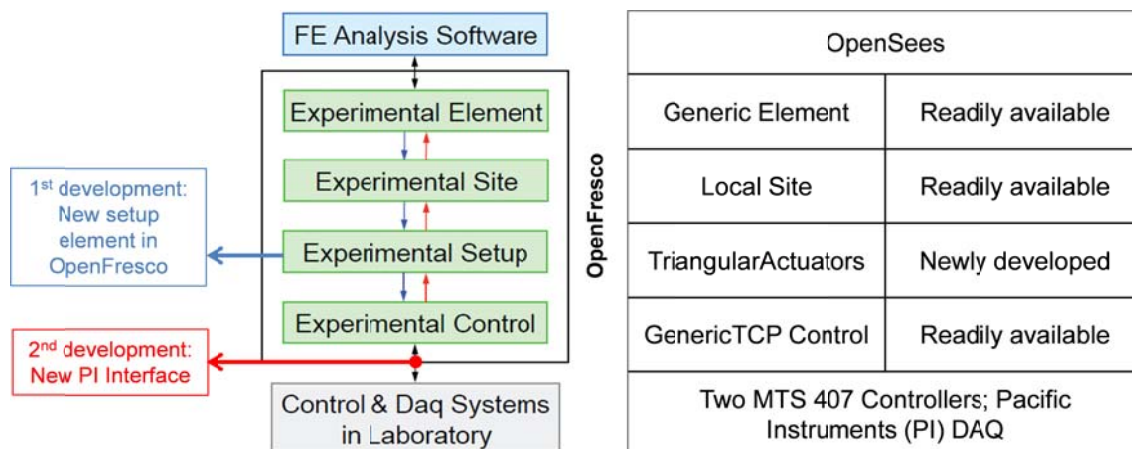 FE Analysis Software
Experimental Element
Experimental Site
Experimental Setup
Experimental Control
Control & Daq Systems
in Laboratory
1st development:
New setup
element in
OpenFresco
2nd development:
New PI Interface
OpenFresco
OpenSees
Generic Element
Readily available
Local Site
Readily available
TriangularActuators
Newly developed
GenericTCP Control
Readily available
Two MTS 407 Controllers; Pacific
Instruments (PI) DAQ